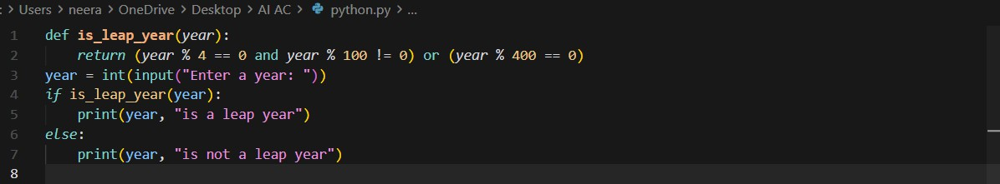 : > Users > neera > OneDrive > Desktop > AI AC > python.py > ...
1 def is_leap_year(year):
2     return (year % 4 == 0 and year % 100 != 0) or (year % 400 == 0)
3 year = int(input("Enter a year: "))
4 if is_leap_year(year):
5     print(year, "is a leap year")
6 else:
7     print(year, "is not a leap year")
8